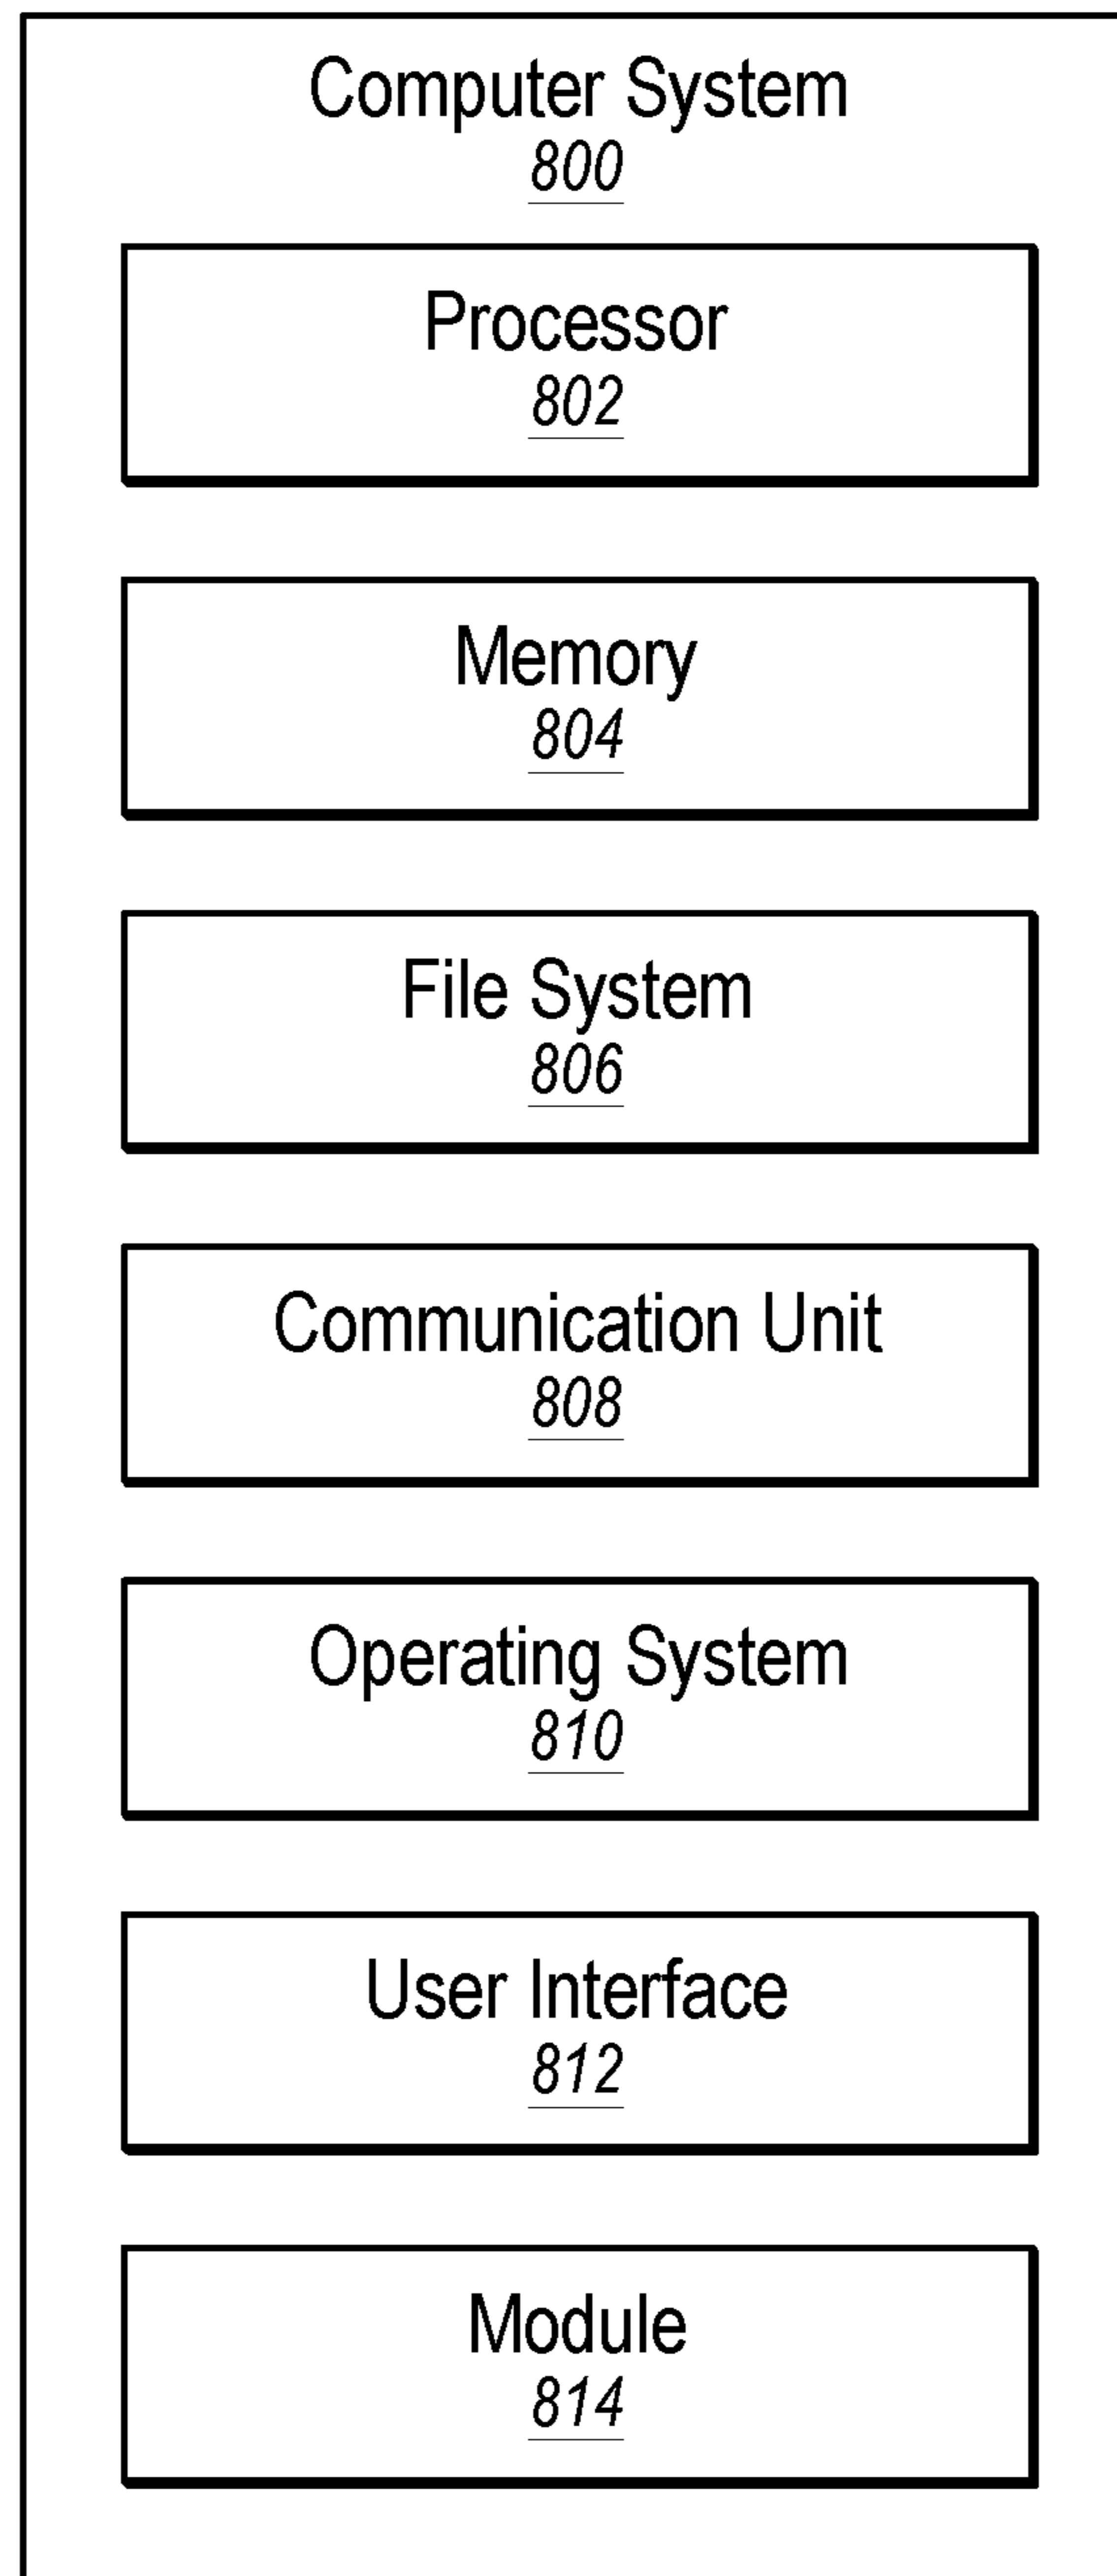 Computer System
800
Processor
802
Memory
804
File System
806
Communication Unit
808
Operating System
810
User Interface
812
Module
814